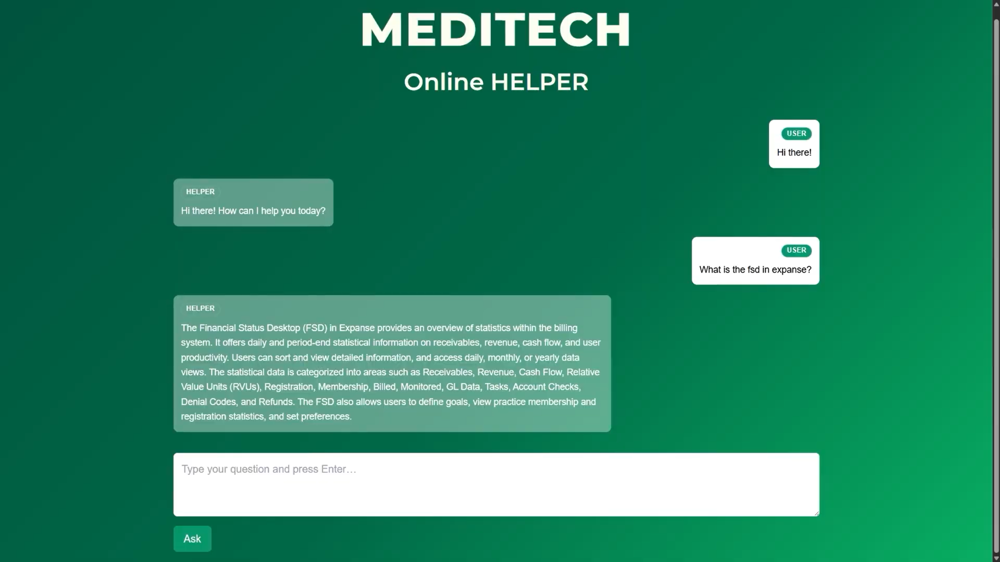 MEDITECH
Online HELPER
USER
Hi there!
HELPER
Hi there! How can I help you today?
USER
What is the fsd in expanse?
HELPER
The Financial Status Desktop (FSD) in Expanse provides an overview of statistics within the billing
system. It offers daily and period-end statistical information on receivables, revenue, cash flow, and user
productivity. Users can sort and view detailed information, and access daily, monthly, or yearly data
views. The statistical data is categorized into areas such as Receivables, Revenue, Cash Flow, Relative
Value Units (RVUs), Registration, Membership, Billed, Monitored, GL Data, Tasks, Account Checks,
Denial Codes, and Refunds. The FSD also allows users to define goals, view practice membership and
registration statistics, and set preferences.
Type your question and press Enter…
Ask